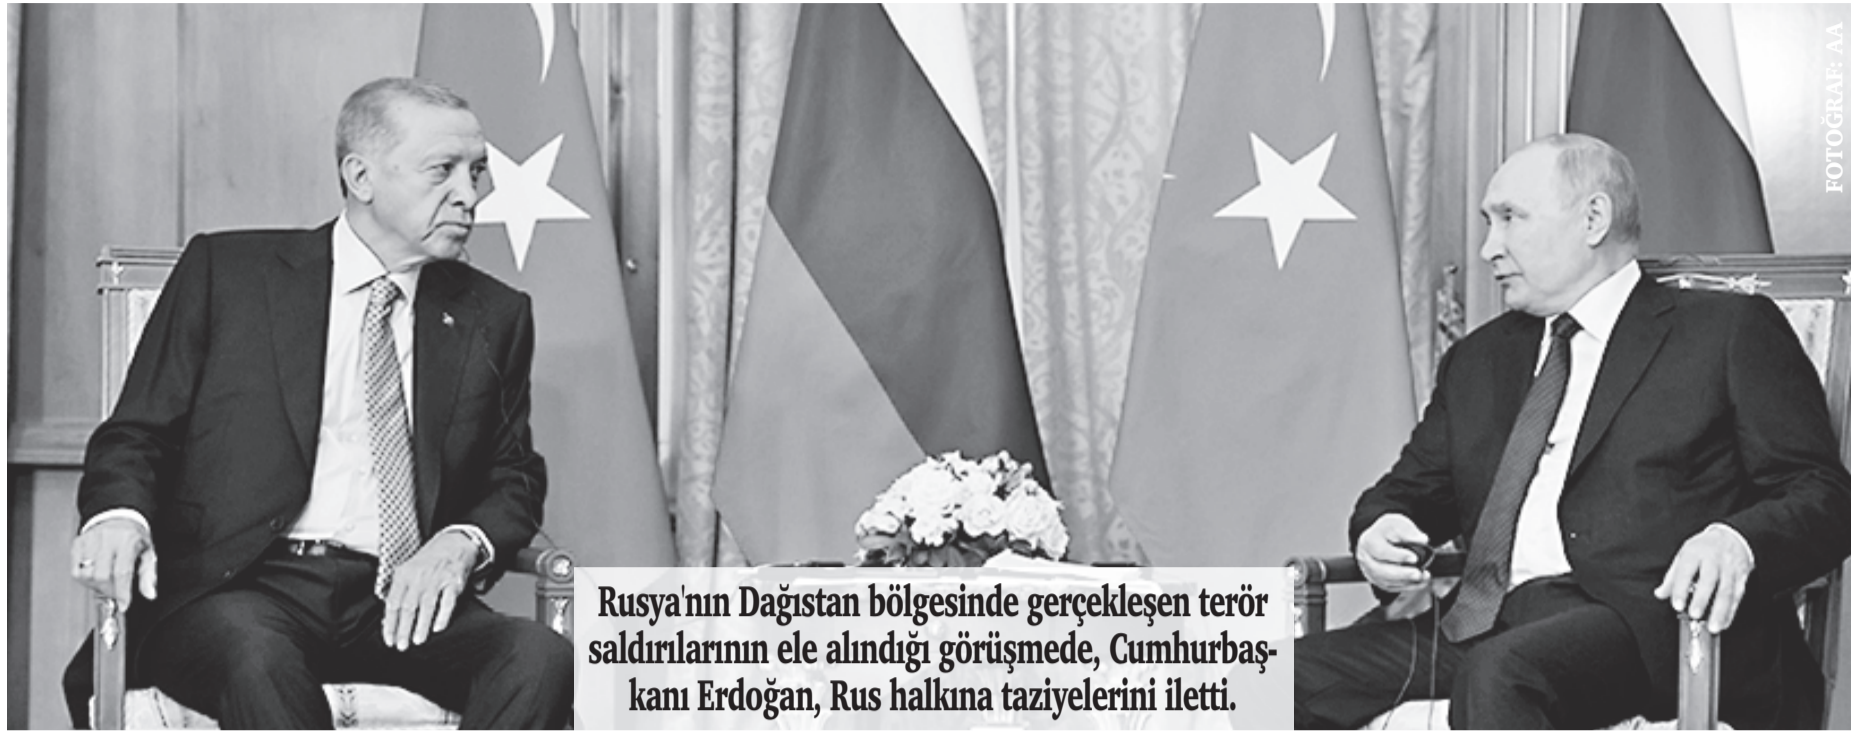 FOTOĞRAF: AA
Rusya'nın Dağıstan bölgesinde gerçekleşen terör
saldırılarının ele alındığı görüşmede, Cumhurbaş-
kanı Erdoğan, Rus halkına taziyelerini iletti.